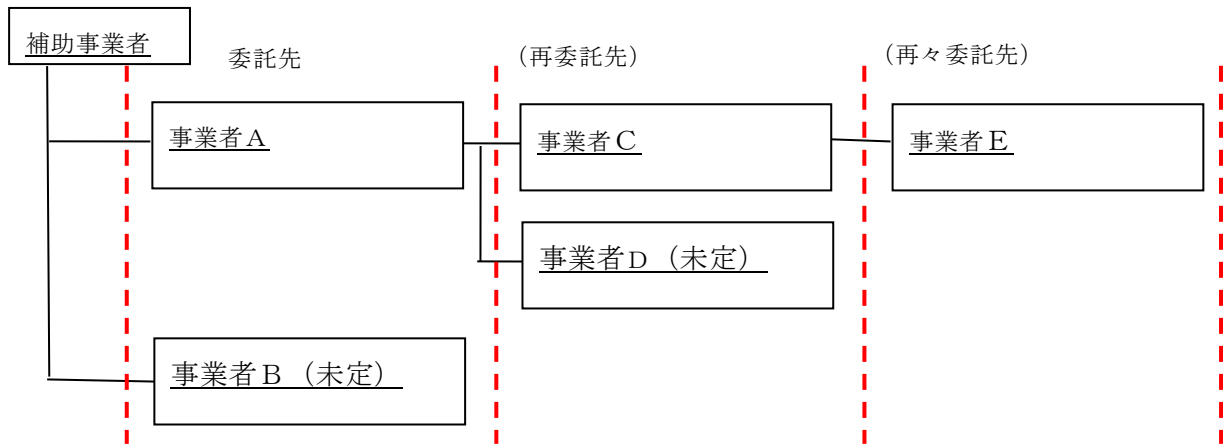 補助事業者
委託先
(再委託先)
(再々委託先)
事業者A
事業者C
事業者E
事業者D (未定)
事業者B (未定)